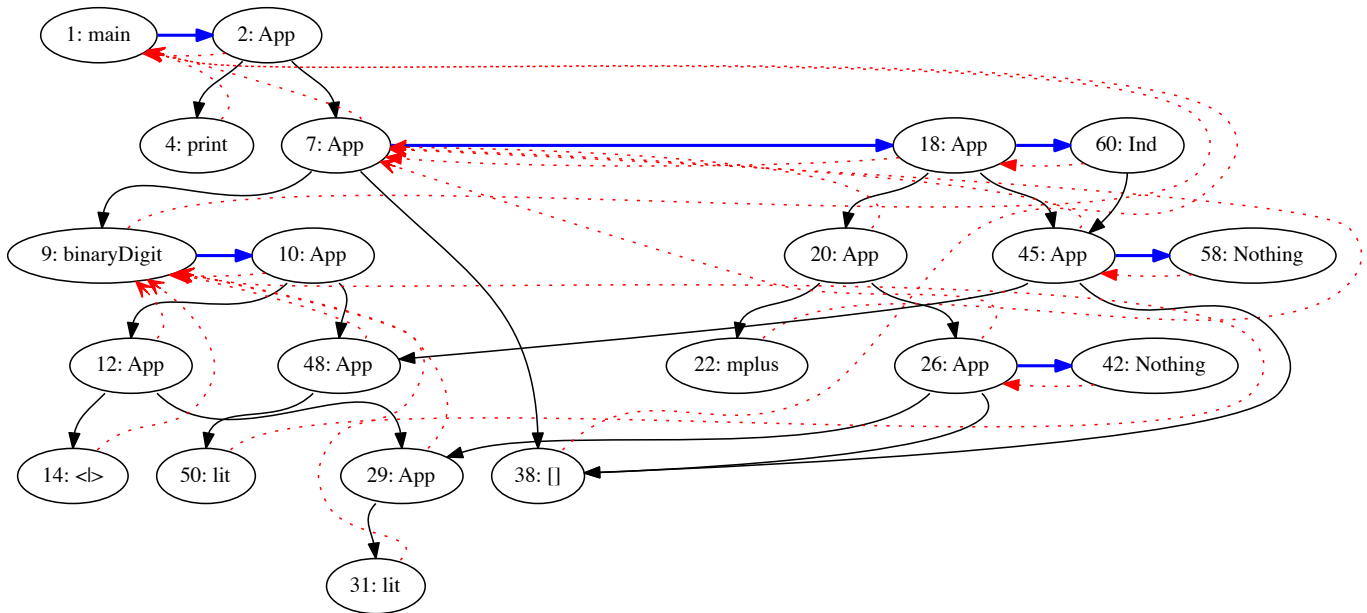 1: main
2: App
4: print
7: App
18: App
60: Ind
9: binaryDigit
10: App
20: App
45: App
58: Nothing
12: App
48: App
22: mplus
26: App
42: Nothing
14: <|>
50: lit
29: App
38: []
31: lit